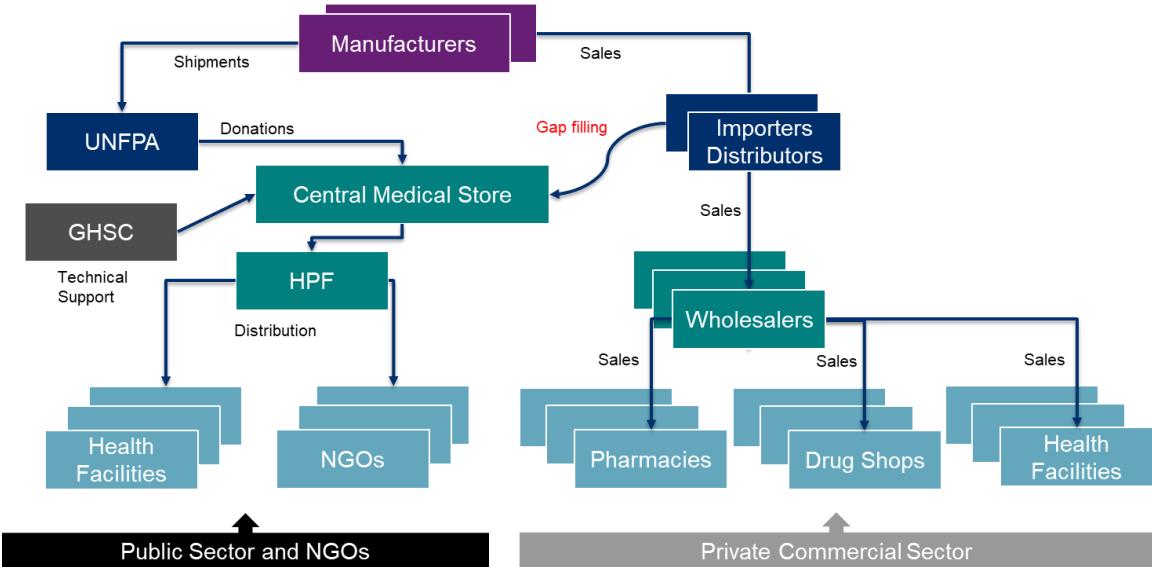 Manufacturers
Shipments
Sales
UNFPA
Donations
Gap filling
Importers
Distributors
Central Medical Store
GHSC
Technical
Support
Sales
HPF
Distribution
Wholesalers
Sales
Sales
Sales
Health
Facilities
NGOs
Pharmacies
Drug Shops
Health
Facilities
Public Sector and NGOs
Private Commercial Sector